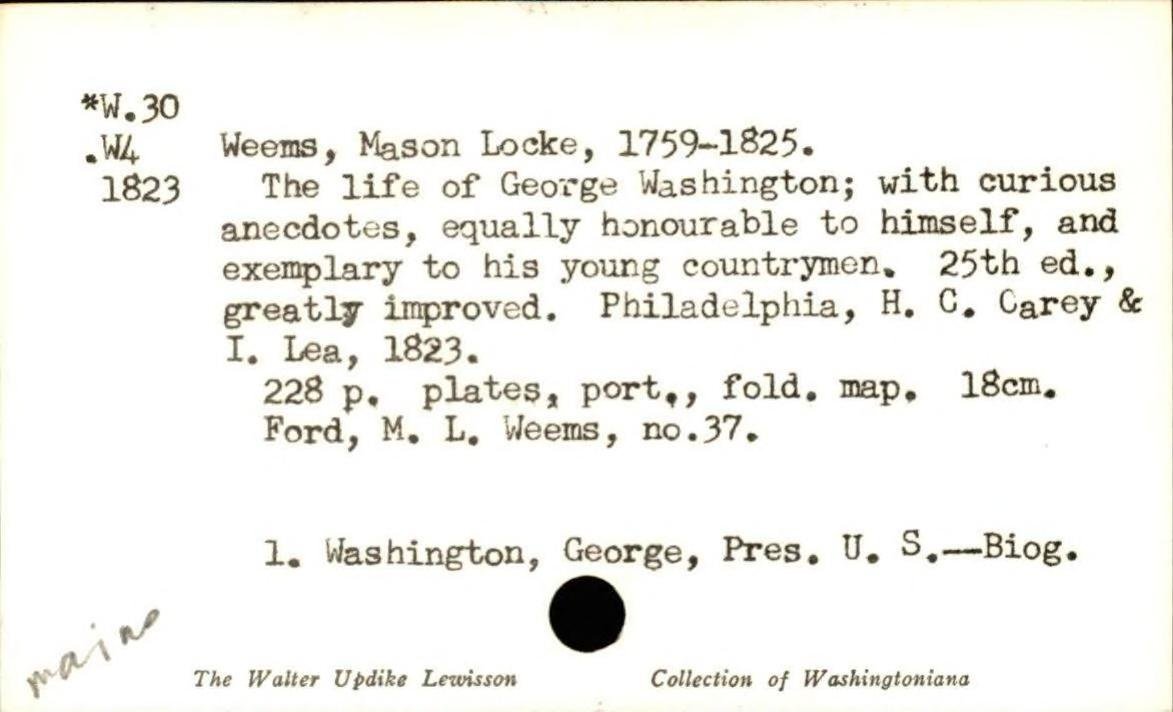 *W.30
.W4 Weems, Mason Locke, 1759-1825.
1823 The life of George Washington; with curious
anecdotes, equally honourable to himself, and
exemplary to his young countrymen. 25th ed.,
greatly improved. Philadelphia, H. C. Carey &
I. Lea, 1823.
228 p. plates, port., fold. map. 18cm.
Ford, M. L. Weems, no.37.
1. Washington, George, Pres. U. S.—Biog.
The Walter Updike Lewisson Collection of Washingtoniana